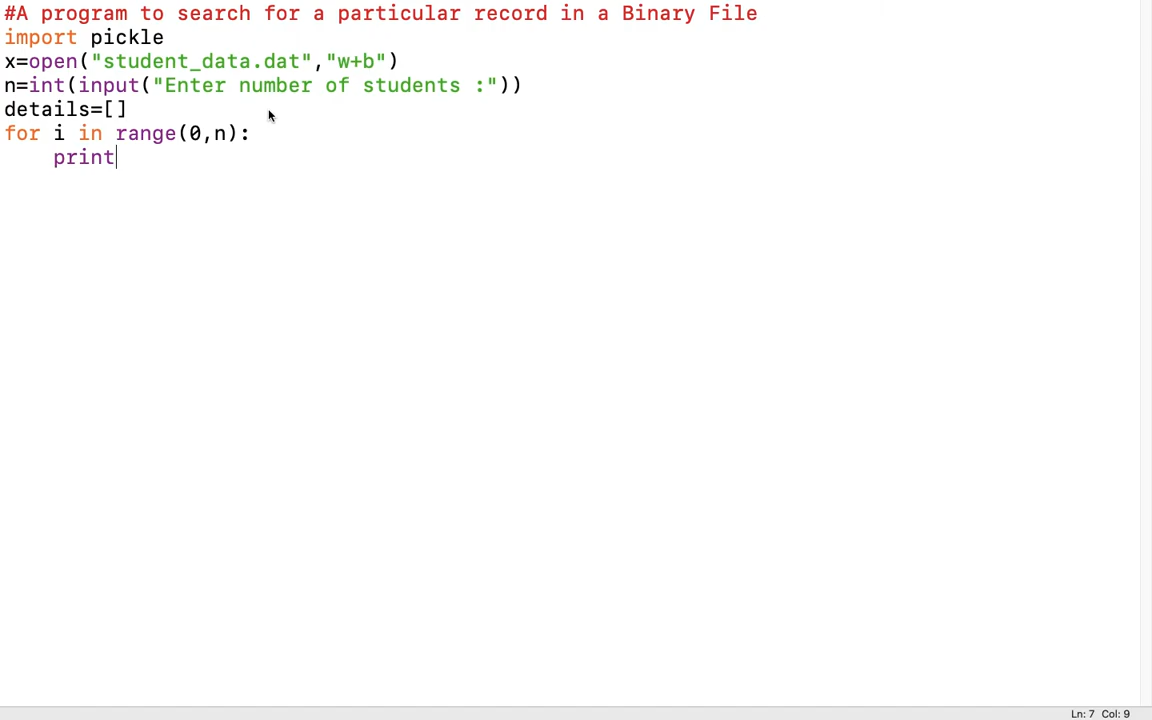 #A program to search for a particular record in a Binary File
import pickle
x=open("student_data.dat","w+b")
n=int(input("Enter number of students :"))
details=[]
for i in range(0,n):
    print
Ln: 7 Col: 9